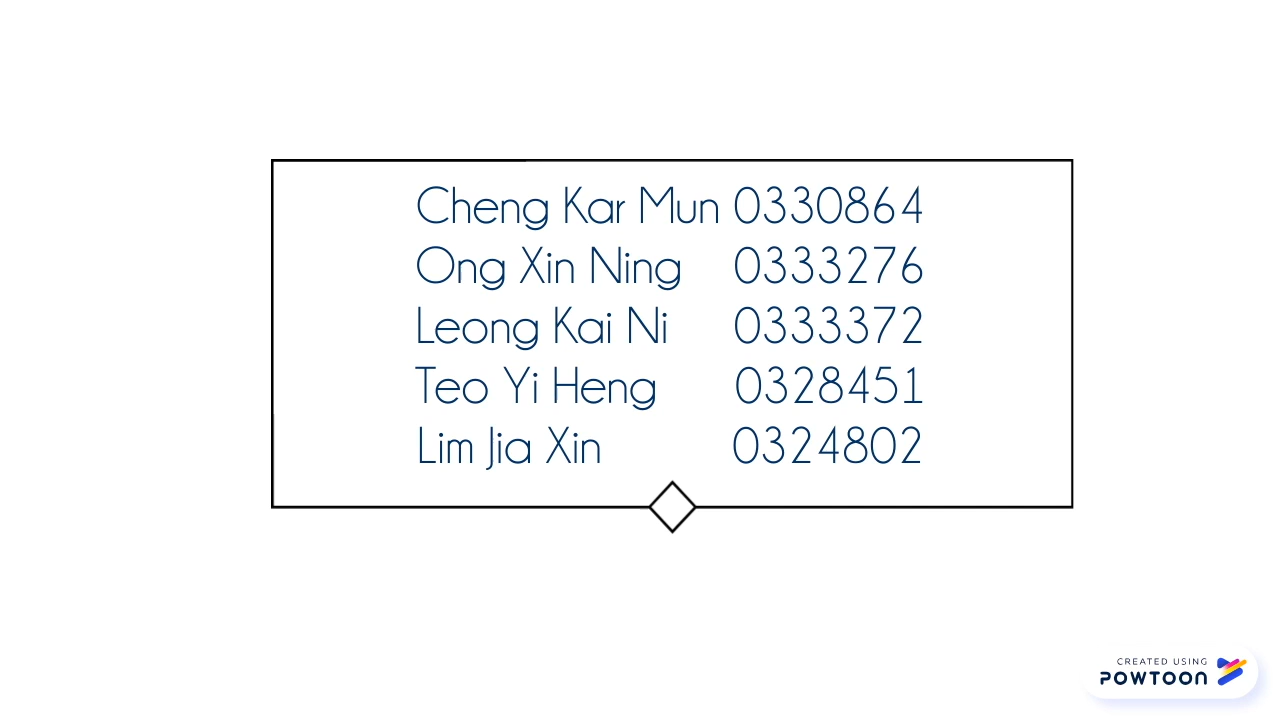 Cheng Kar Mun 0330864
Ong Xin Ning 0333276
Leong Kai Ni 0333372
Teo Yi Heng 0328451
Lim Jia Xin 0324802
CREATED USING
POWTOON